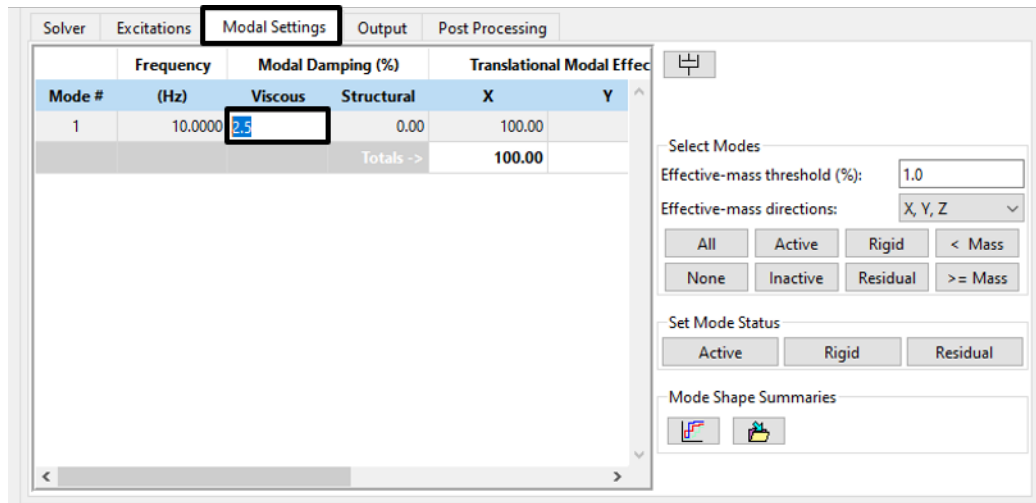 Solver Excitations Modal Settings Output Post Processing
Frequency Modal Damping (%) Translational Modal Effec
Mode # (Hz) Viscous Structural X Y
1 10.0000 2.5 0.00 100.00
Totals -> 100.00
Select Modes
Effective-mass threshold (%): 1.0
Effective-mass directions: X, Y, Z
All Active Rigid < Mass
None Inactive Residual >= Mass
Set Mode Status
Active Rigid Residual
Mode Shape Summaries